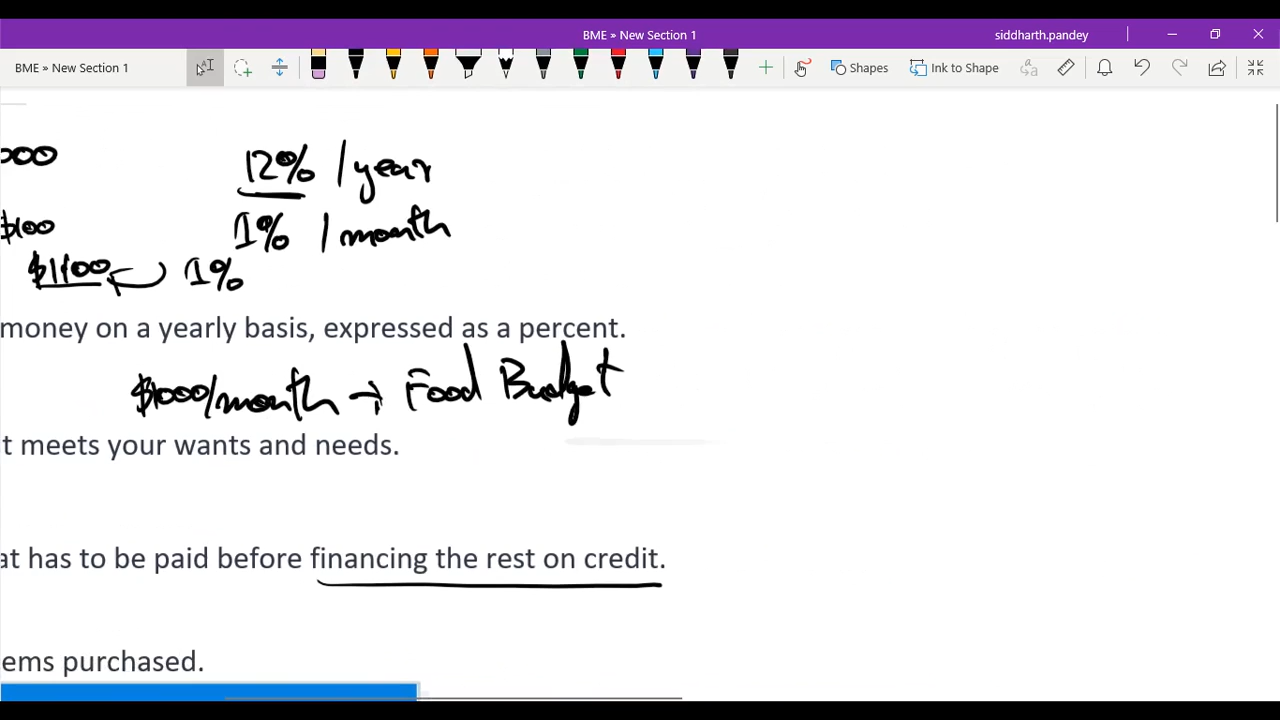 BME » New Section 1
siddharth.pandey
BME » New Section 1
Shapes
Ink to Shape
000
12% / year
$100
1% / month
$1100
1%
money on a yearly basis, expressed as a percent.
$1000/month → Food Budget
t meets your wants and needs.
at has to be paid before financing the rest on credit.
ems purchased.